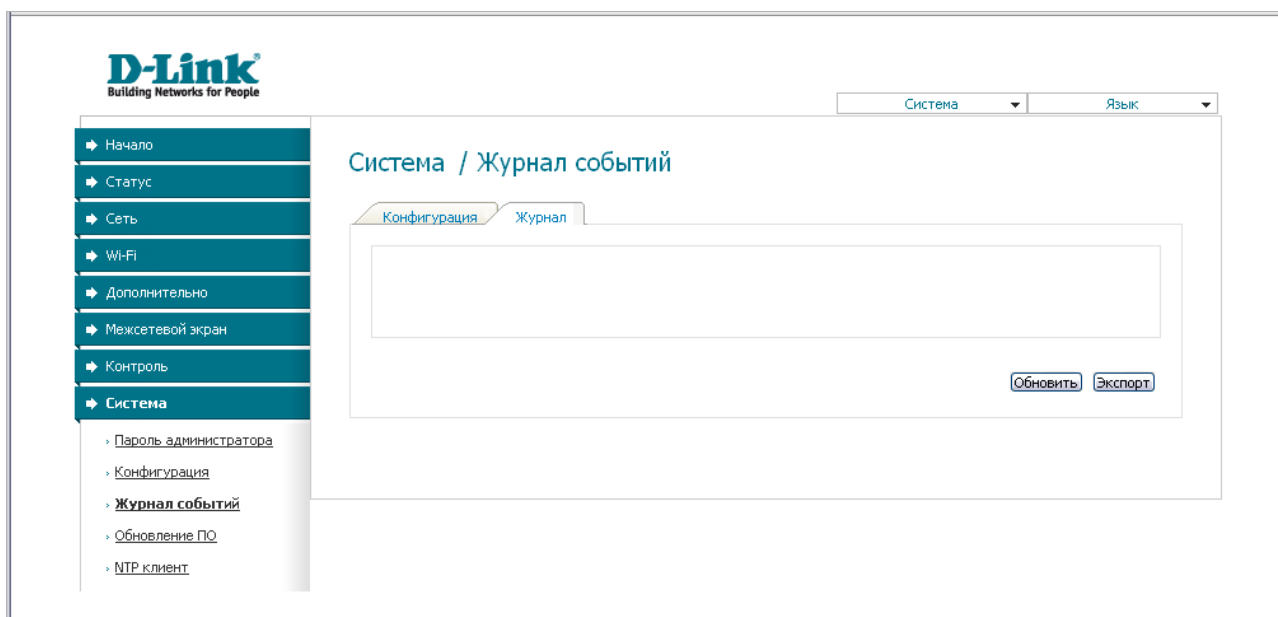 D-Link
Building Networks for People
Система Язык
Начало
Статус
Сеть
Wi-Fi
Дополнительно
Межсетевой экран
Контроль
Система
Пароль администратора
Конфигурация
Журнал событий
Обновление ПО
NTP клиент
Система / Журнал событий
Конфигурация Журнал
Обновить Экспорт